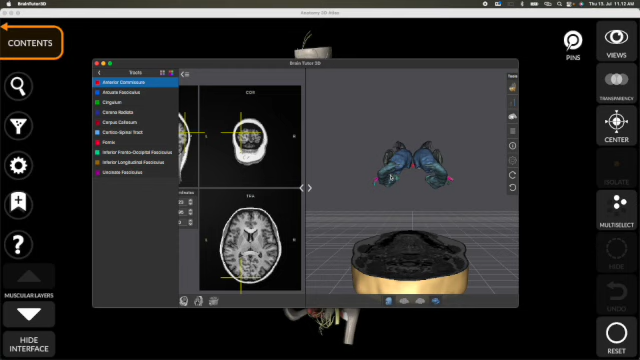 BrainTutor3D
Thu 13. Jul 11.12 AM
Anatomy 3D Atlas
CONTENTS
PINS
VIEWS
TRANSPARENCY
CENTER
ISOLATE
MULTISELECT
HIDE
UNDO
RESET
MUSCULAR LAYERS
HIDE
INTERFACE
Brain Tutor 3D
Tracts
Anterior Commissure
Arcuate Fasciculus
Cingulum
Corona Radiata
Corpus Callosum
Cortico-Spinal Tract
Fornix
Inferior Fronto-Occipital Fasciculus
Inferior Longitudinal Fasciculus
Uncinate Fasciculus
COR
L
R
TRA
L
R